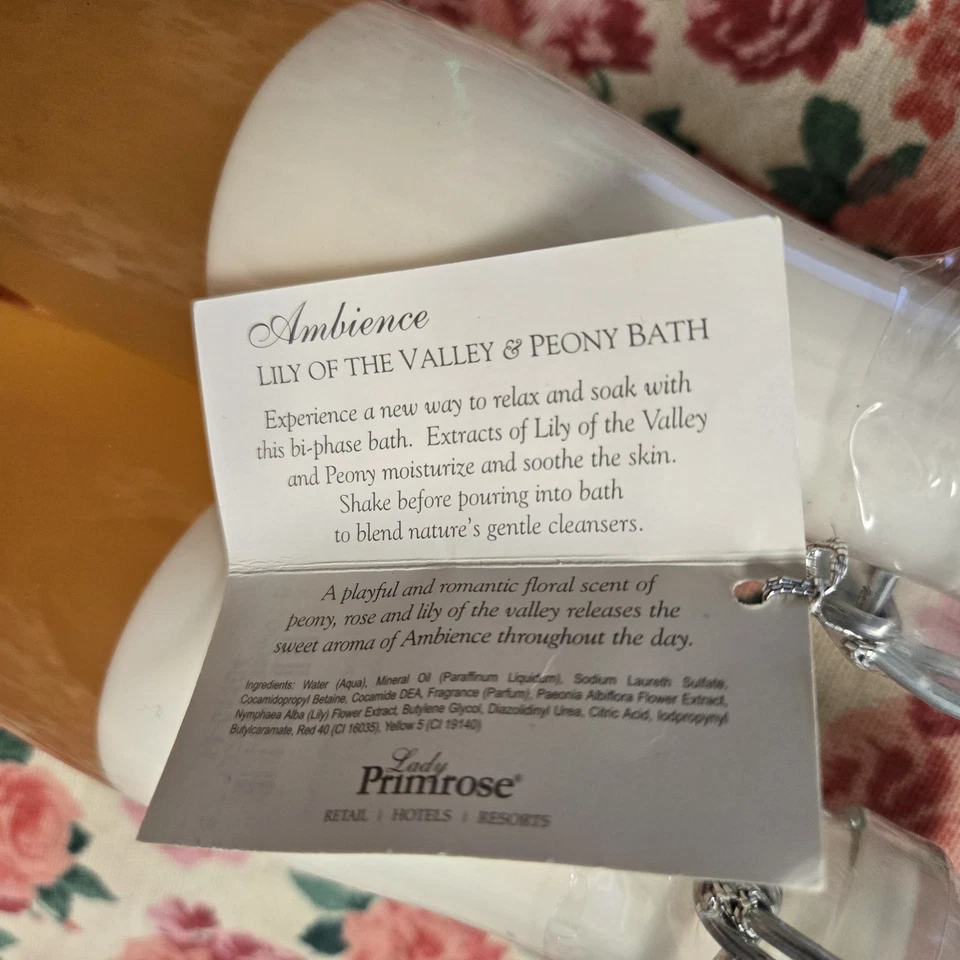 Ambience
LILY OF THE VALLEY & PEONY BATH
Experience a new way to relax and soak with
this bi-phase bath. Extracts of Lily of the Valley
and Peony moisturize and soothe the skin.
Shake before pouring into bath
to blend nature's gentle cleansers.
A playful and romantic floral scent of
peony, rose and lily of the valley releases the
sweet aroma of Ambience throughout the day.
Ingredients: Water (Aqua), Mineral Oil (Paraffinum Liquidum), Sodium Laureth Sulfate,
Cocamidopropyl Betaine, Cocamide DEA, Fragrance (Parfum), Paeonia Albiflora Flower Extract,
Nymphaea Alba (Lily) Flower Extract, Butylene Glycol, Diazolidinyl Urea, Citric Acid, Iodpropynyl
Butylcaramate, Red 40 (CI 16035), Yellow 5 (CI 19140)
Lady
Primrose®
RETAIL | HOTELS | RESORTS